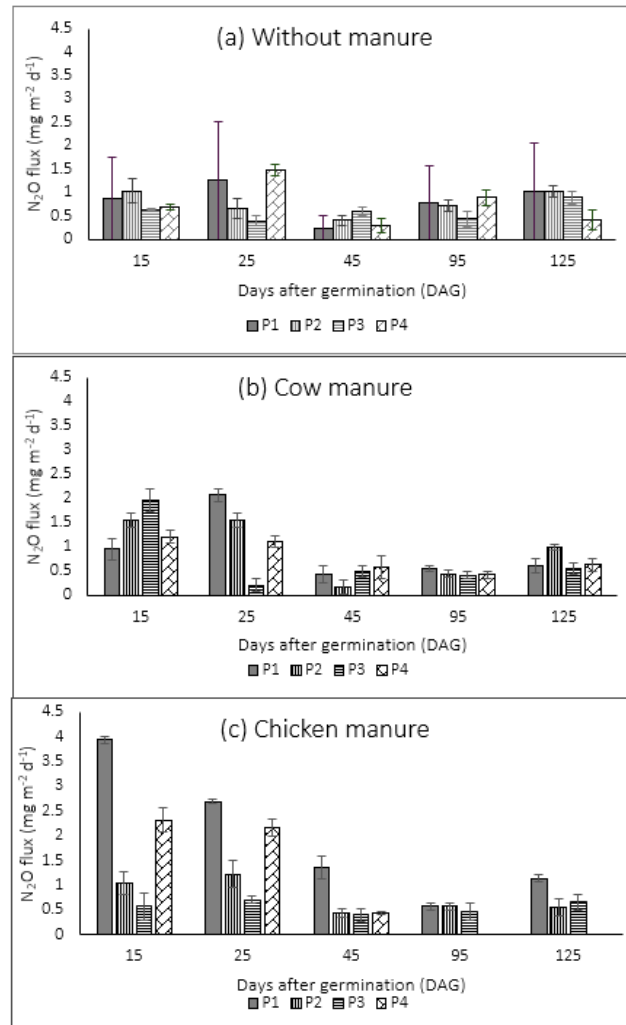 (a) Without manure
N₂O flux (mg m⁻² d⁻¹)
4.5
4
3.5
3
2.5
2
1.5
1
0.5
0
15 25 45 95 125
Days after germination (DAG)
P1 P2 P3 P4
(b) Cow manure
N₂O flux (mg m⁻² d⁻¹)
4.5
4
3.5
3
2.5
2
1.5
1
0.5
0
15 25 45 95 125
Days after germination (DAG)
P1 P2 P3 P4
(c) Chicken manure
N₂O flux (mg m⁻² d⁻¹)
4.5
4
3.5
3
2.5
2
1.5
1
0.5
0
15 25 45 95 125
Days after germination (DAG)
P1 P2 P3 P4